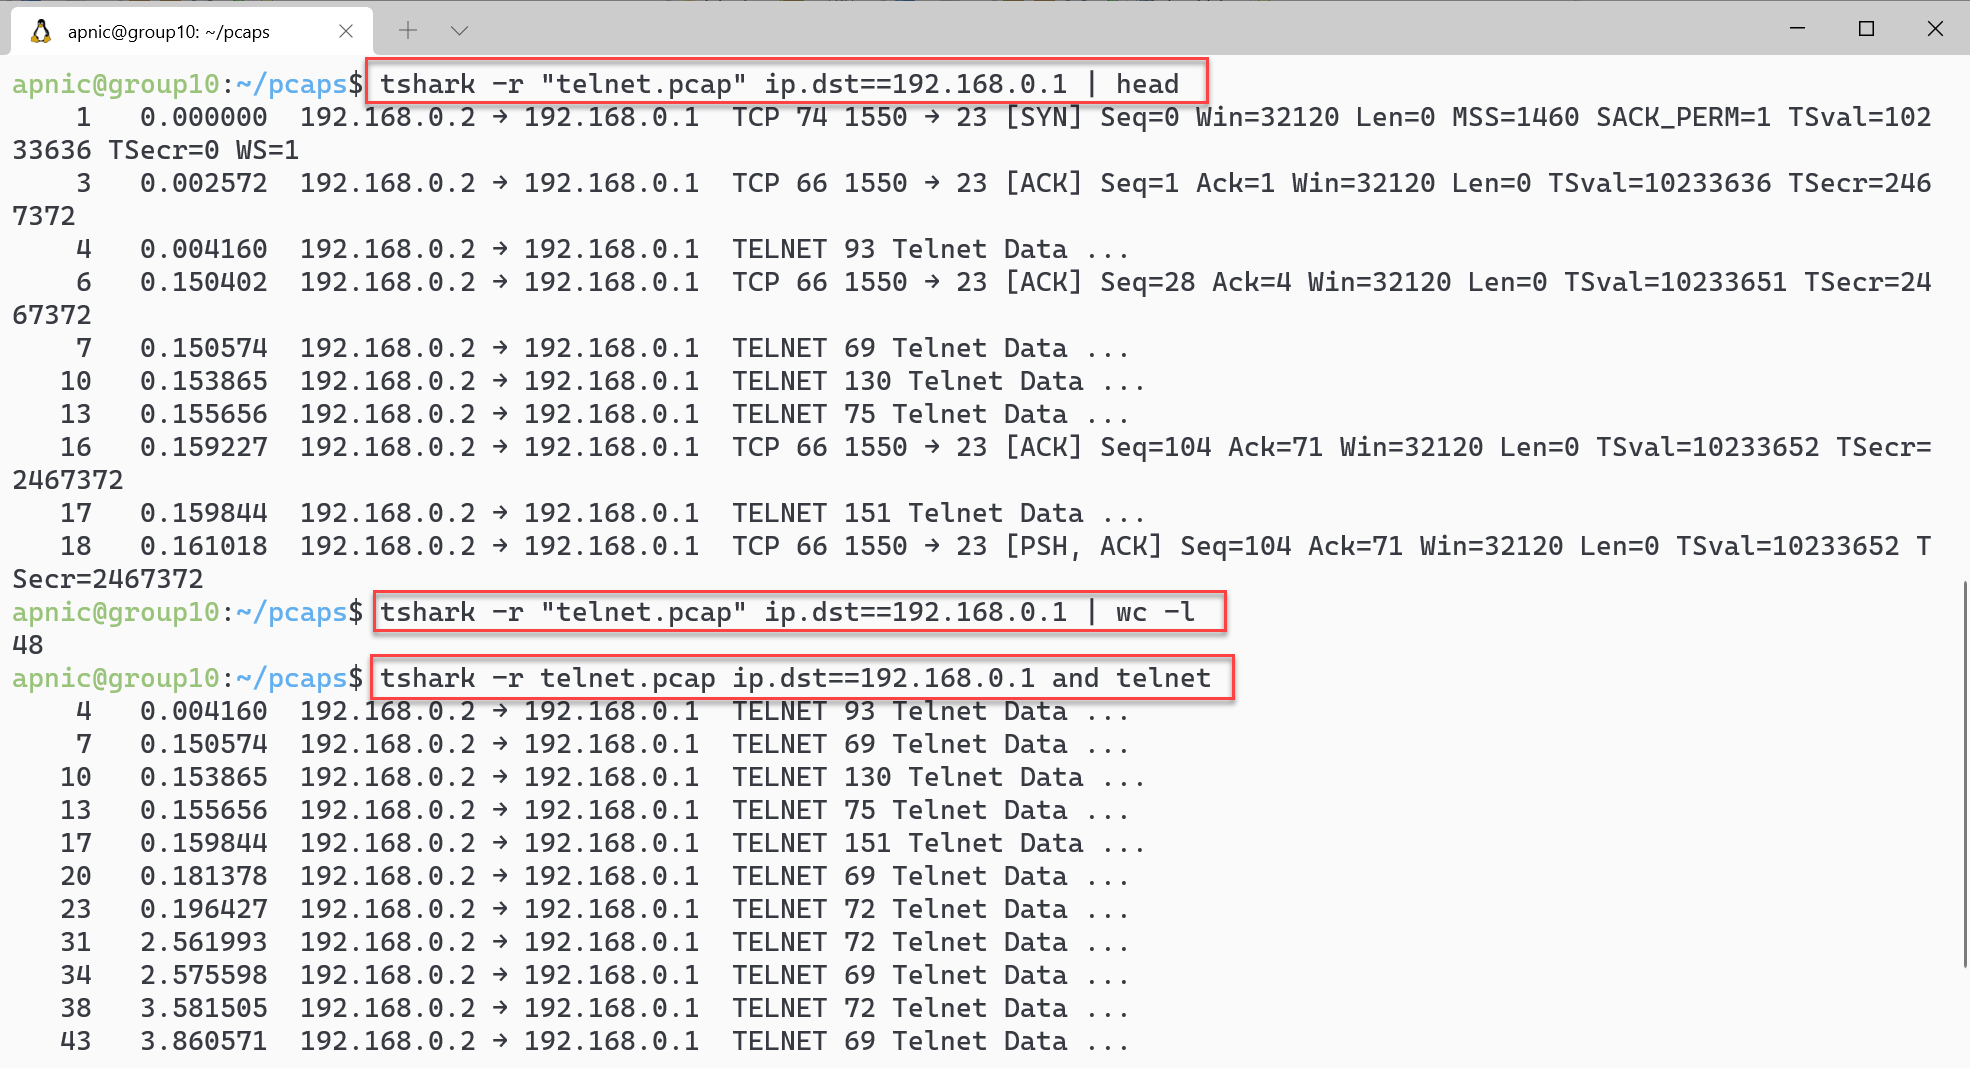 apnic@group10: ~/pcaps
apnic@group10:~/pcaps$ tshark -r "telnet.pcap" ip.dst==192.168.0.1 | head
    1   0.000000  192.168.0.2 → 192.168.0.1  TCP 74 1550 → 23 [SYN] Seq=0 Win=32120 Len=0 MSS=1460 SACK_PERM=1 TSval=102
33636 TSecr=0 WS=1
    3   0.002572  192.168.0.2 → 192.168.0.1  TCP 66 1550 → 23 [ACK] Seq=1 Ack=1 Win=32120 Len=0 TSval=10233636 TSecr=246
7372
    4   0.004160  192.168.0.2 → 192.168.0.1  TELNET 93 Telnet Data ...
    6   0.150402  192.168.0.2 → 192.168.0.1  TCP 66 1550 → 23 [ACK] Seq=28 Ack=4 Win=32120 Len=0 TSval=10233651 TSecr=24
67372
    7   0.150574  192.168.0.2 → 192.168.0.1  TELNET 69 Telnet Data ...
   10   0.153865  192.168.0.2 → 192.168.0.1  TELNET 130 Telnet Data ...
   13   0.155656  192.168.0.2 → 192.168.0.1  TELNET 75 Telnet Data ...
   16   0.159227  192.168.0.2 → 192.168.0.1  TCP 66 1550 → 23 [ACK] Seq=104 Ack=71 Win=32120 Len=0 TSval=10233652 TSecr=
2467372
   17   0.159844  192.168.0.2 → 192.168.0.1  TELNET 151 Telnet Data ...
   18   0.161018  192.168.0.2 → 192.168.0.1  TCP 66 1550 → 23 [PSH, ACK] Seq=104 Ack=71 Win=32120 Len=0 TSval=10233652 T
Secr=2467372
apnic@group10:~/pcaps$ tshark -r "telnet.pcap" ip.dst==192.168.0.1 | wc -l
48
apnic@group10:~/pcaps$ tshark -r telnet.pcap ip.dst==192.168.0.1 and telnet
    4   0.004160  192.168.0.2 → 192.168.0.1  TELNET 93 Telnet Data ...
    7   0.150574  192.168.0.2 → 192.168.0.1  TELNET 69 Telnet Data ...
   10   0.153865  192.168.0.2 → 192.168.0.1  TELNET 130 Telnet Data ...
   13   0.155656  192.168.0.2 → 192.168.0.1  TELNET 75 Telnet Data ...
   17   0.159844  192.168.0.2 → 192.168.0.1  TELNET 151 Telnet Data ...
   20   0.181378  192.168.0.2 → 192.168.0.1  TELNET 69 Telnet Data ...
   23   0.196427  192.168.0.2 → 192.168.0.1  TELNET 72 Telnet Data ...
   31   2.561993  192.168.0.2 → 192.168.0.1  TELNET 72 Telnet Data ...
   34   2.575598  192.168.0.2 → 192.168.0.1  TELNET 69 Telnet Data ...
   38   3.581505  192.168.0.2 → 192.168.0.1  TELNET 72 Telnet Data ...
   43   3.860571  192.168.0.2 → 192.168.0.1  TELNET 69 Telnet Data ...